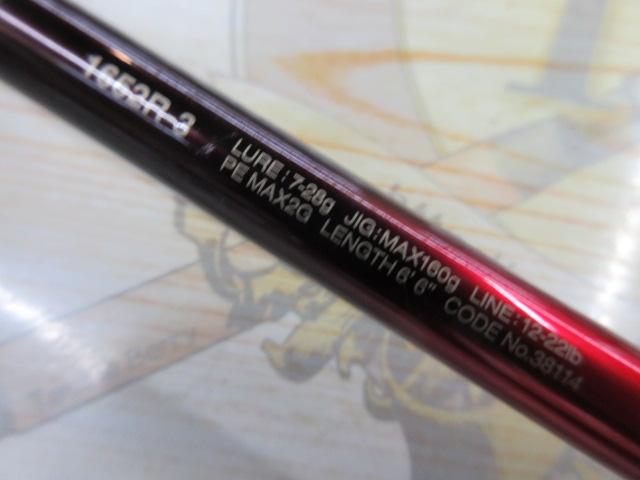 1652R-3
LURE:7-28g JIG:MAX160g LINE:12-22lb
PE MAX2G LENGTH 6'6" CODE No.38114